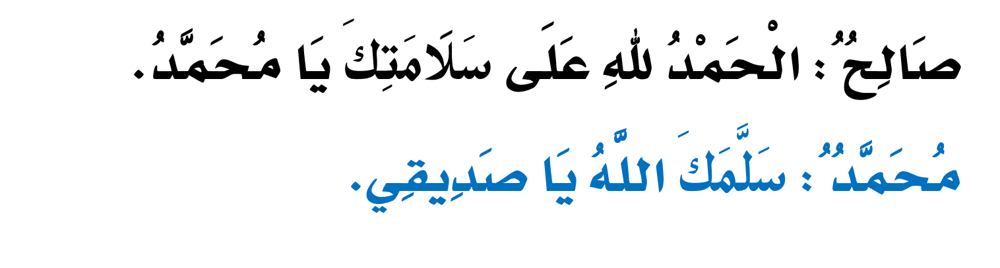 صَالِحُ ُ : الْحَمْدُ للهِ عَلَى سَلَامَتِكَ يَا مُحَمَّدُ.
مُحَمَّدُ ُ : سَلَّمَكَ اللَّهُ يَا صَدِيقِي.